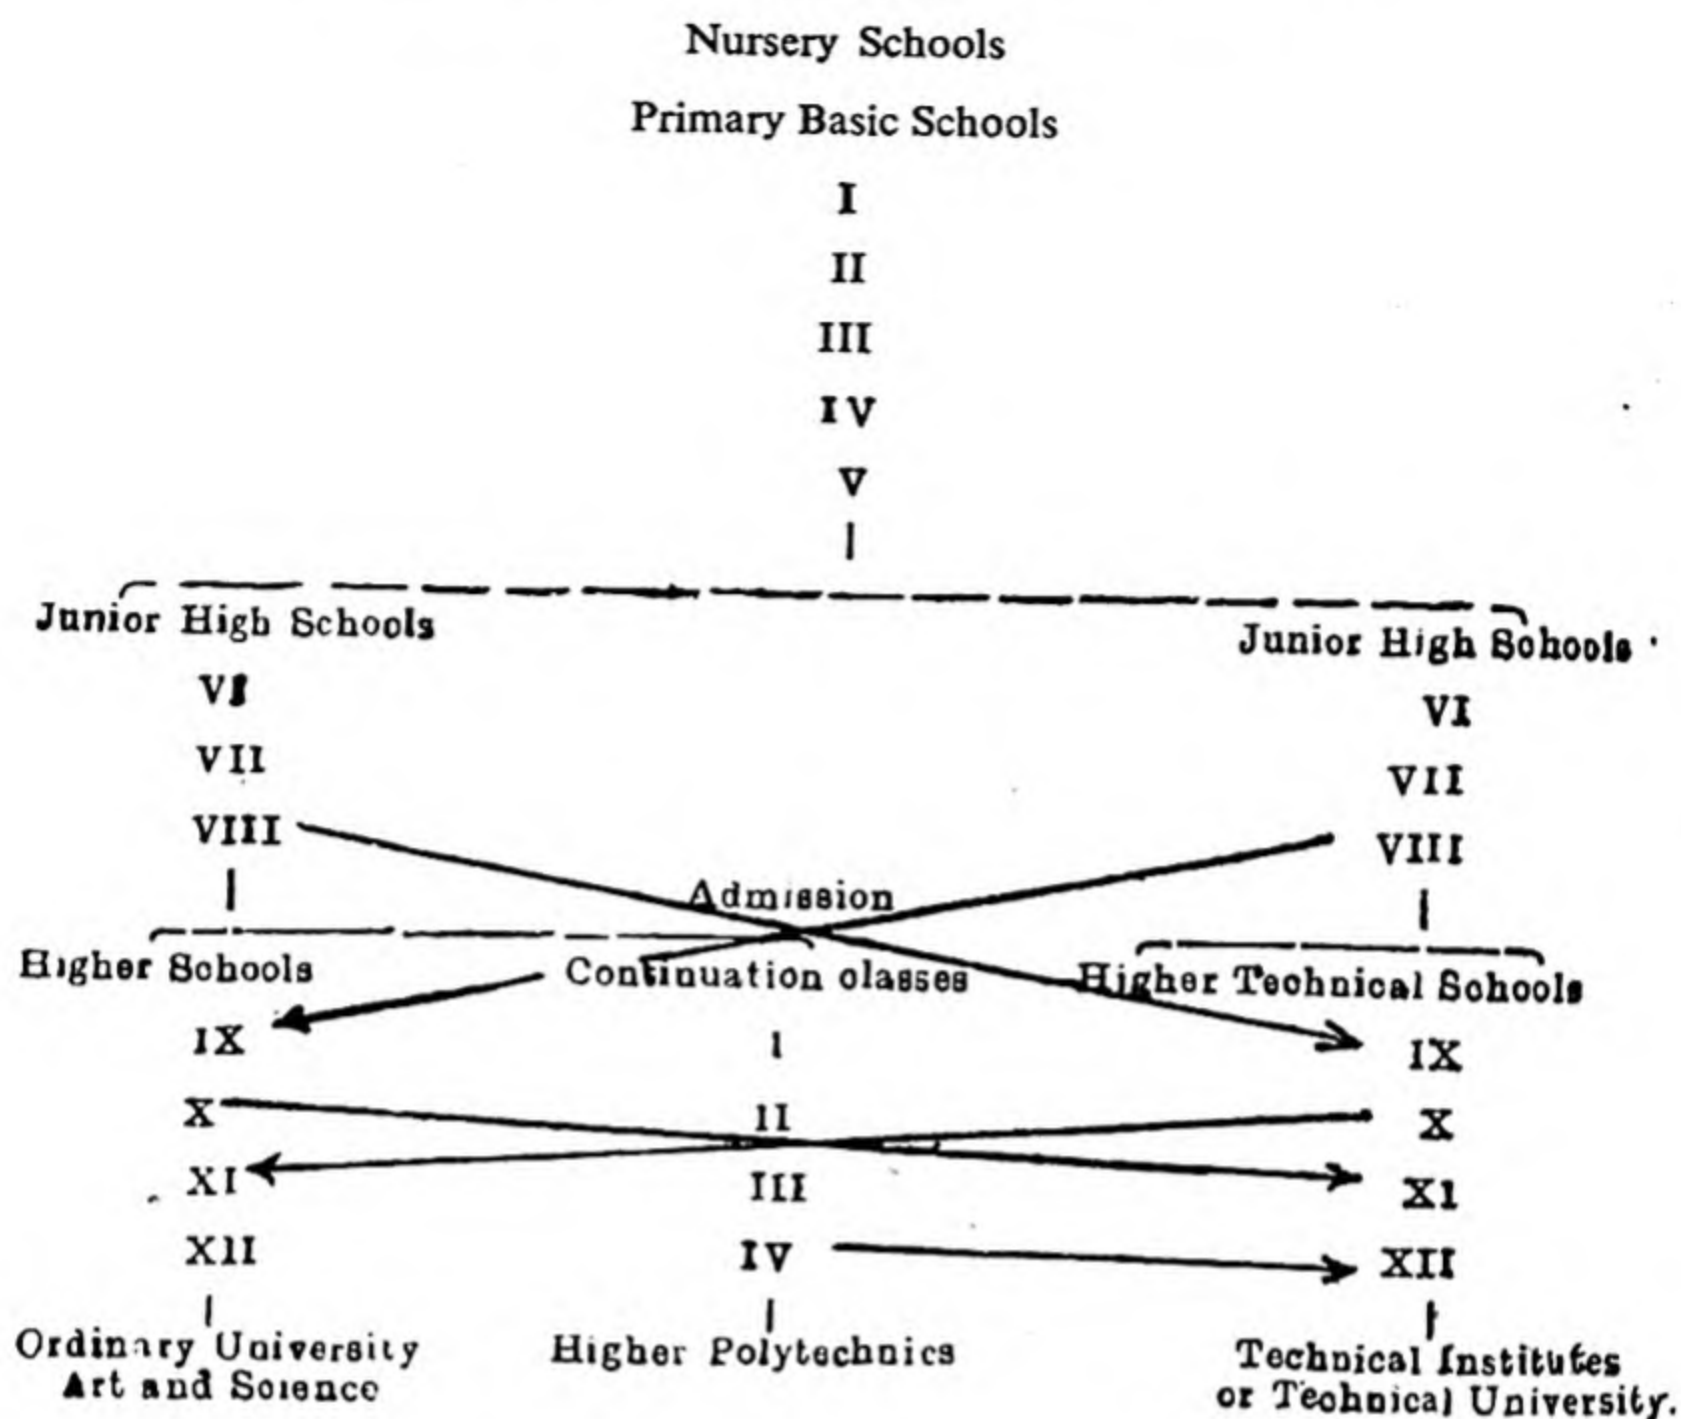 Nursery Schools
Primary Basic Schools
I
II
III
IV
V
Junior High Schools
Junior High Schools
VI
VI
VII
VII
VIII
VIII
Admission
Higher Schools
Continuation classes
Higher Technical Schools
IX
I
IX
X
II
X
XI
III
XI
XII
IV
XII
Ordinary University
Art and Science
Higher Polytechnics
Technical Institutes
or Technical University.